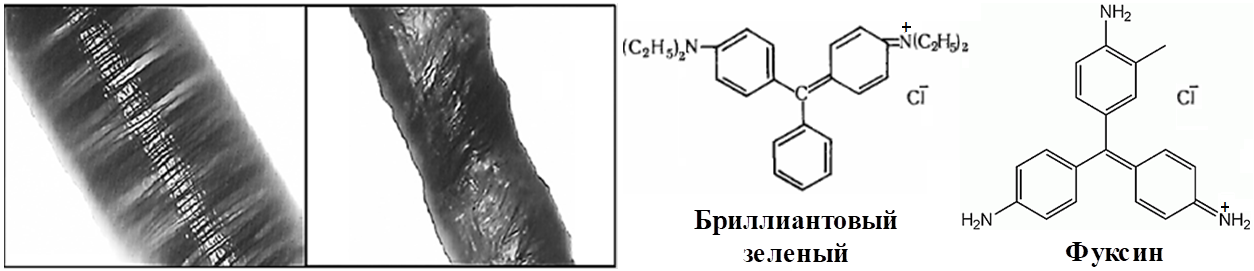 (C₂H₅)₂N
+
N(C₂H₅)₂
C
Cl⁻
Бриллиантовый
зеленый
NH₂
Cl⁻
H₂N
+
NH₂
Фуксин